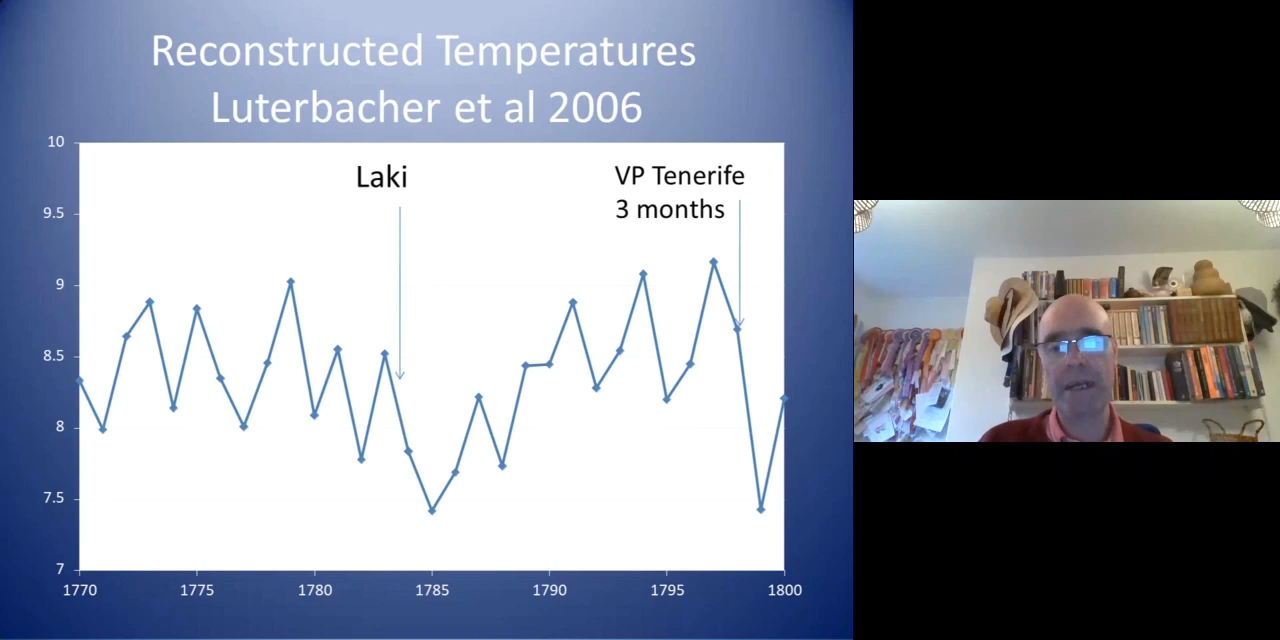 Reconstructed Temperatures
Luterbacher et al 2006
10
9.5
9
8.5
8
7.5
7
Laki
VP Tenerife
3 months
1770
1775
1780
1785
1790
1795
1800